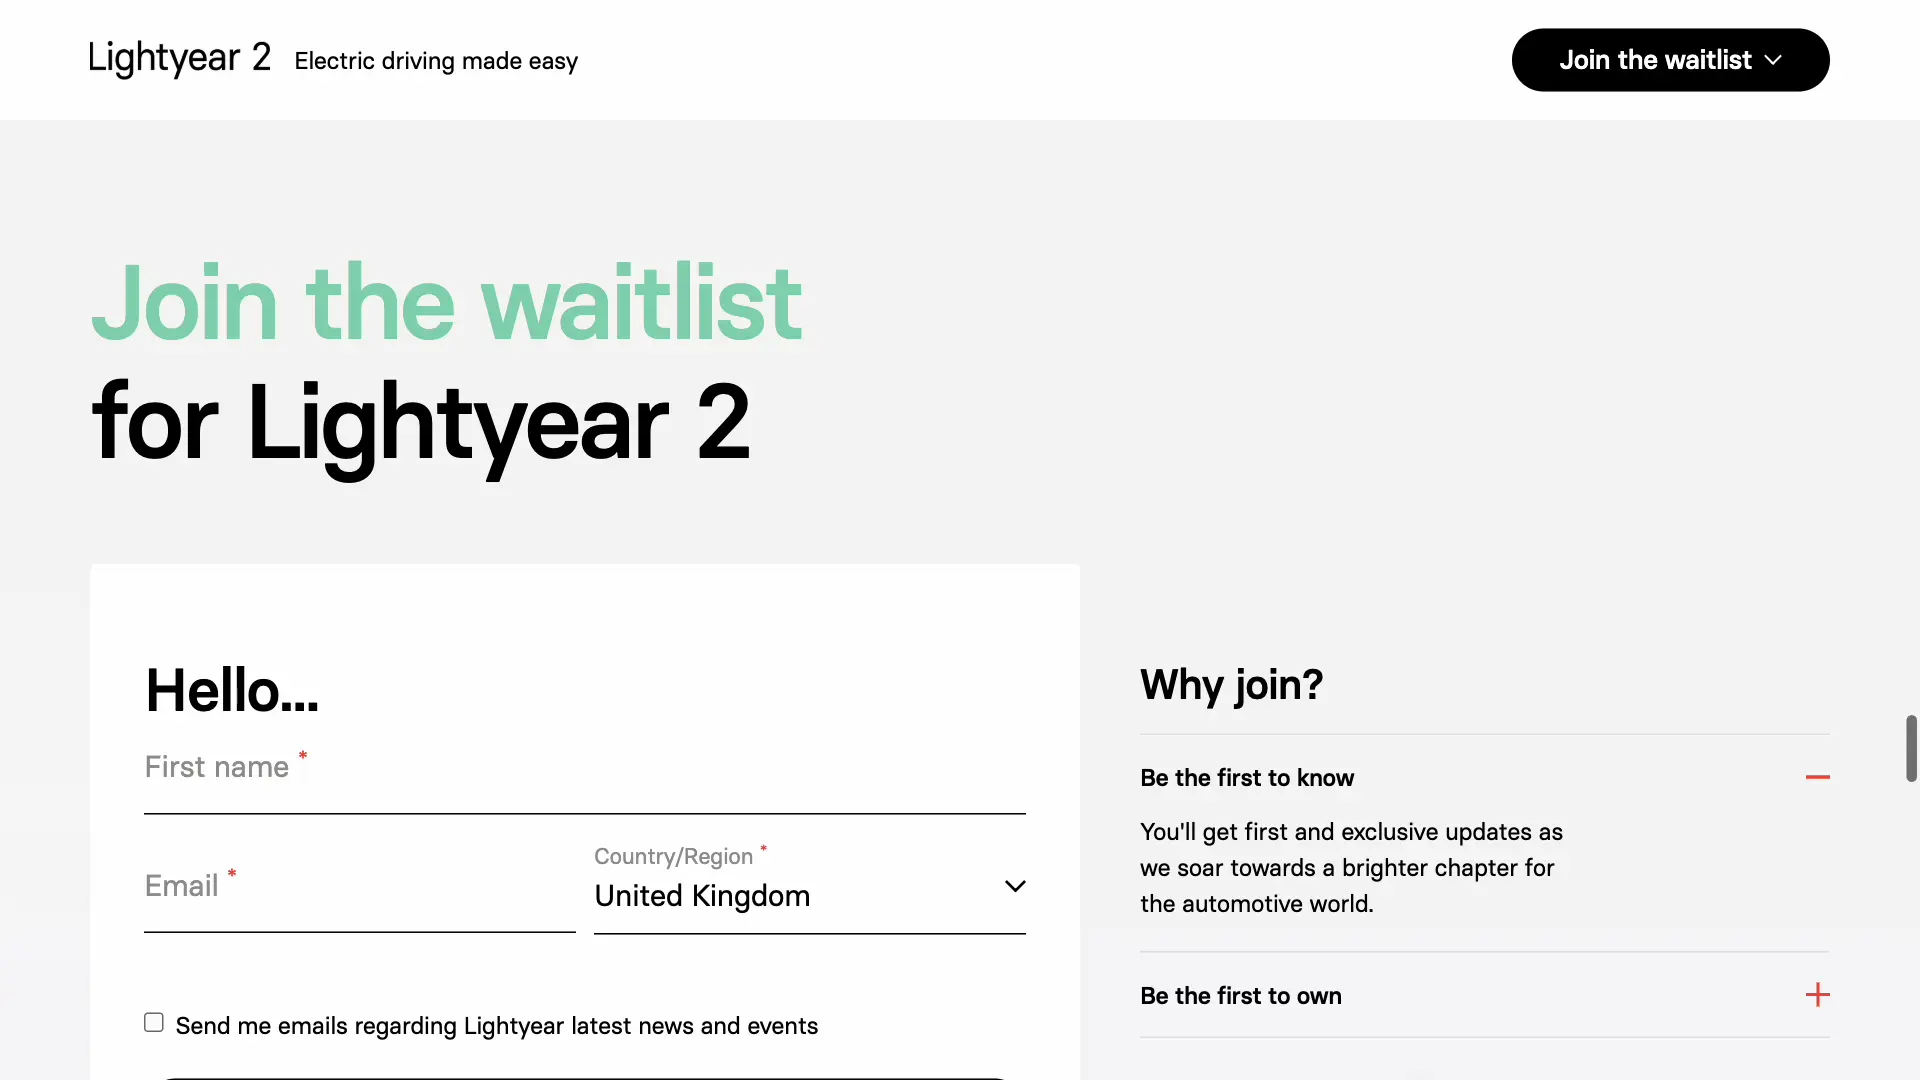 Lightyear 2 Electric driving made easy
Join the waitlist
Join the waitlist
for Lightyear 2
Hello...
First name *
Email *
Country/Region *
United Kingdom
Send me emails regarding Lightyear latest news and events
Why join?
Be the first to know
You'll get first and exclusive updates as
we soar towards a brighter chapter for
the automotive world.
Be the first to own